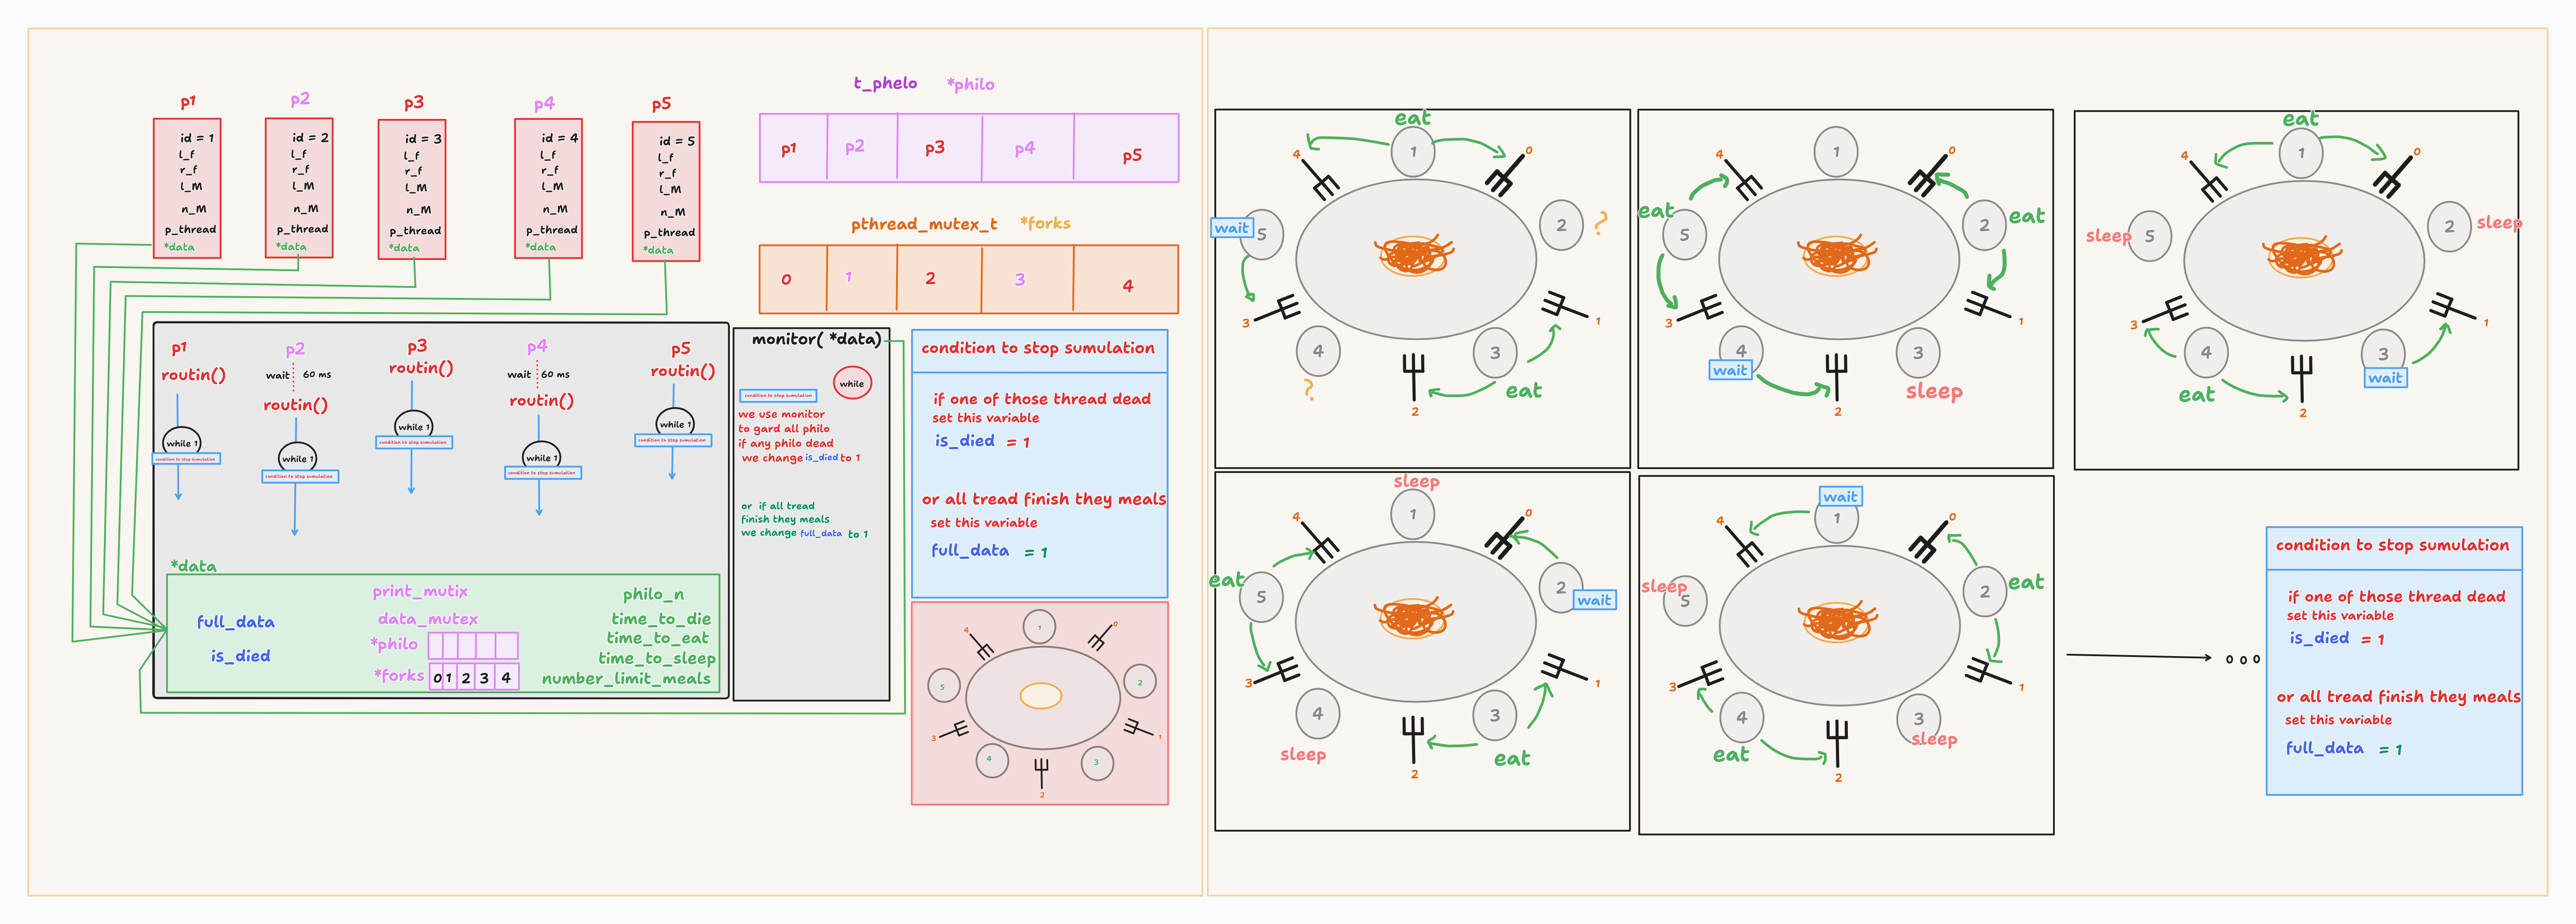 p1
p2
p3
p4
p5
id = 1
l_f
r_f
l_M
n_M
p_thread
*data
id = 2
l_f
r_f
l_M
n_M
p_thread
*data
id = 3
l_f
r_f
l_M
n_M
p_thread
*data
id = 4
l_f
r_f
l_M
n_M
p_thread
*data
id = 5
l_f
r_f
l_M
n_M
p_thread
*data
t_phelo *philo
p1 p2 p3 p4 p5
pthread_mutex_t *forks
0 1 2 3 4
p1
routin()
while 1
condition to stop sumulation
p2
wait 60 ms
routin()
while 1
condition to stop sumulation
p3
routin()
while 1
condition to stop sumulation
p4
wait 60 ms
routin()
while 1
condition to stop sumulation
p5
routin()
while 1
condition to stop sumulation
*data
full_data
is_died
print_mutix
data_mutex
*philo
*forks 0 1 2 3 4
philo_n
time_to_die
time_to_eat
time_to_sleep
number_limit_meals
monitor( *data)
while
condition to stop sumulation
we use monitor
to gard all philo
if any philo dead
we change is_died to 1
or if all tread
finish they meals
we change full_data to 1
condition to stop sumulation
if one of those thread dead
set this variable
is_died = 1
or all tread finish they meals
set this variable
full_data = 1
1
4
0
5
2
3
1
4
3
2
eat
1
4
0
wait
5
2
?
3
1
4
3
?
eat
2
1
4
0
eat
5
2
eat
3
1
4
wait
3
sleep
2
eat
1
4
0
sleep
5
2
sleep
3
1
4
3
wait
eat
2
sleep
1
4
0
eat
5
2
wait
3
1
4
3
sleep
eat
2
wait
1
4
0
sleep
5
2
eat
3
1
4
3
sleep
eat
2
condition to stop sumulation
if one of those thread dead
set this variable
is_died = 1
or all tread finish they meals
set this variable
full_data = 1